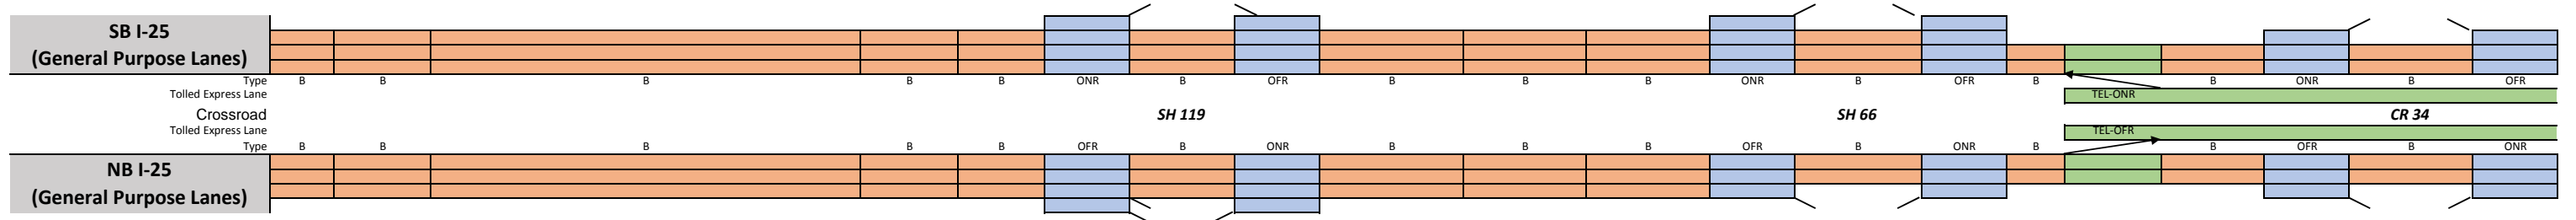 SB I-25
(General Purpose Lanes)
Type B B B B B ONR B OFR B B B ONR B OFR B B ONR B OFR
Tolled Express Lane TEL-ONR
Crossroad SH 119 SH 66 CR 34
Tolled Express Lane TEL-OFR
Type B B B B B OFR B ONR B B B OFR B ONR B B OFR B ONR
NB I-25
(General Purpose Lanes)